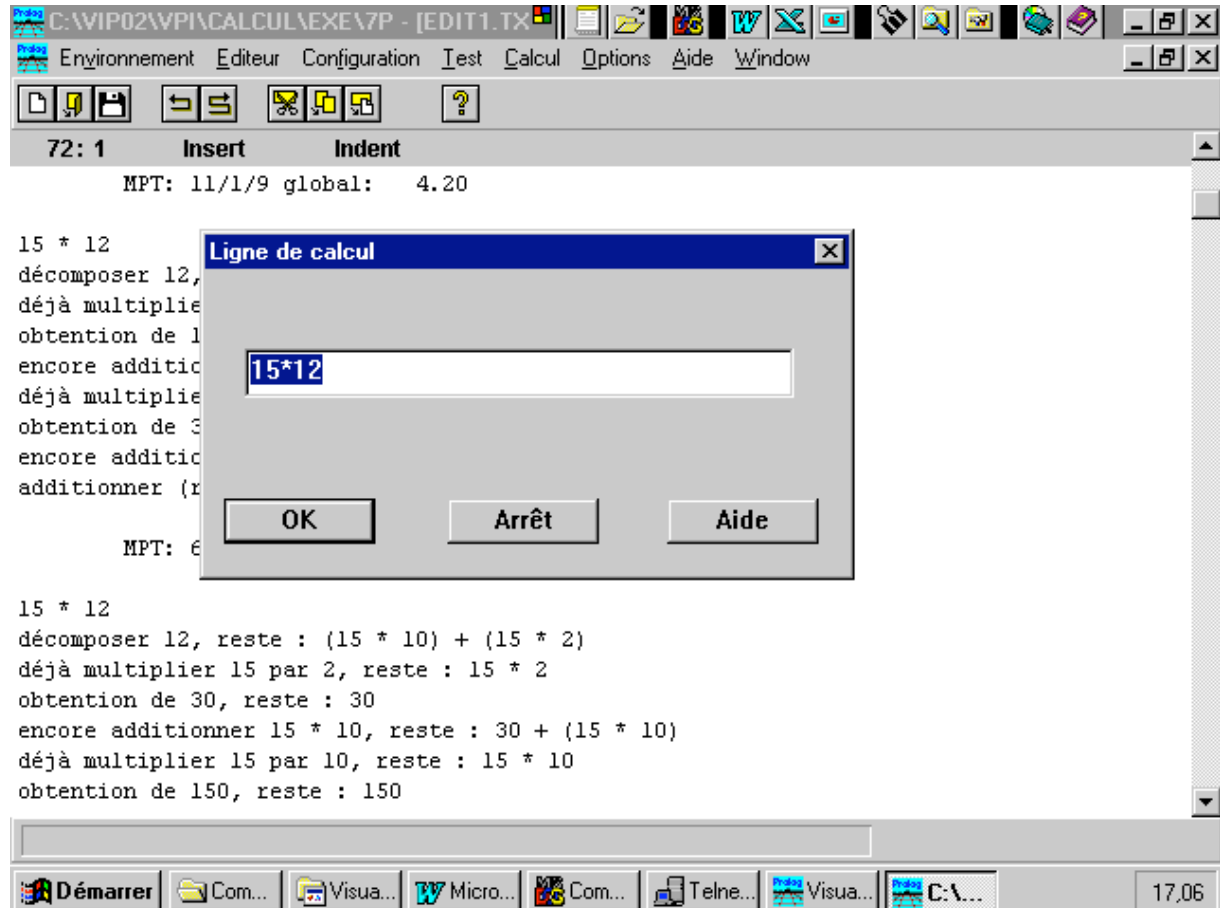 C:\VIP02\VPI\CALCUL\EXE\7P - [EDIT1.TX
Environnement Editeur Configuration Test Calcul Options Aide Window
72: 1 Insert Indent
MPT: 11/1/9 global: 4.20
15 * 12
décomposer 12,
déjà multiplie
obtention de 1
encore additio
déjà multiplie
obtention de 3
encore additio
additionner (r
MPT: 6
Ligne de calcul
15*12
OK Arrêt Aide
15 * 12
décomposer 12, reste : (15 * 10) + (15 * 2)
déjà multiplier 15 par 2, reste : 15 * 2
obtention de 30, reste : 30
encore additionner 15 * 10, reste : 30 + (15 * 10)
déjà multiplier 15 par 10, reste : 15 * 10
obtention de 150, reste : 150
Démarrer Com... Visua... Micro... Com... Telne... Visua... C:\... 17,06